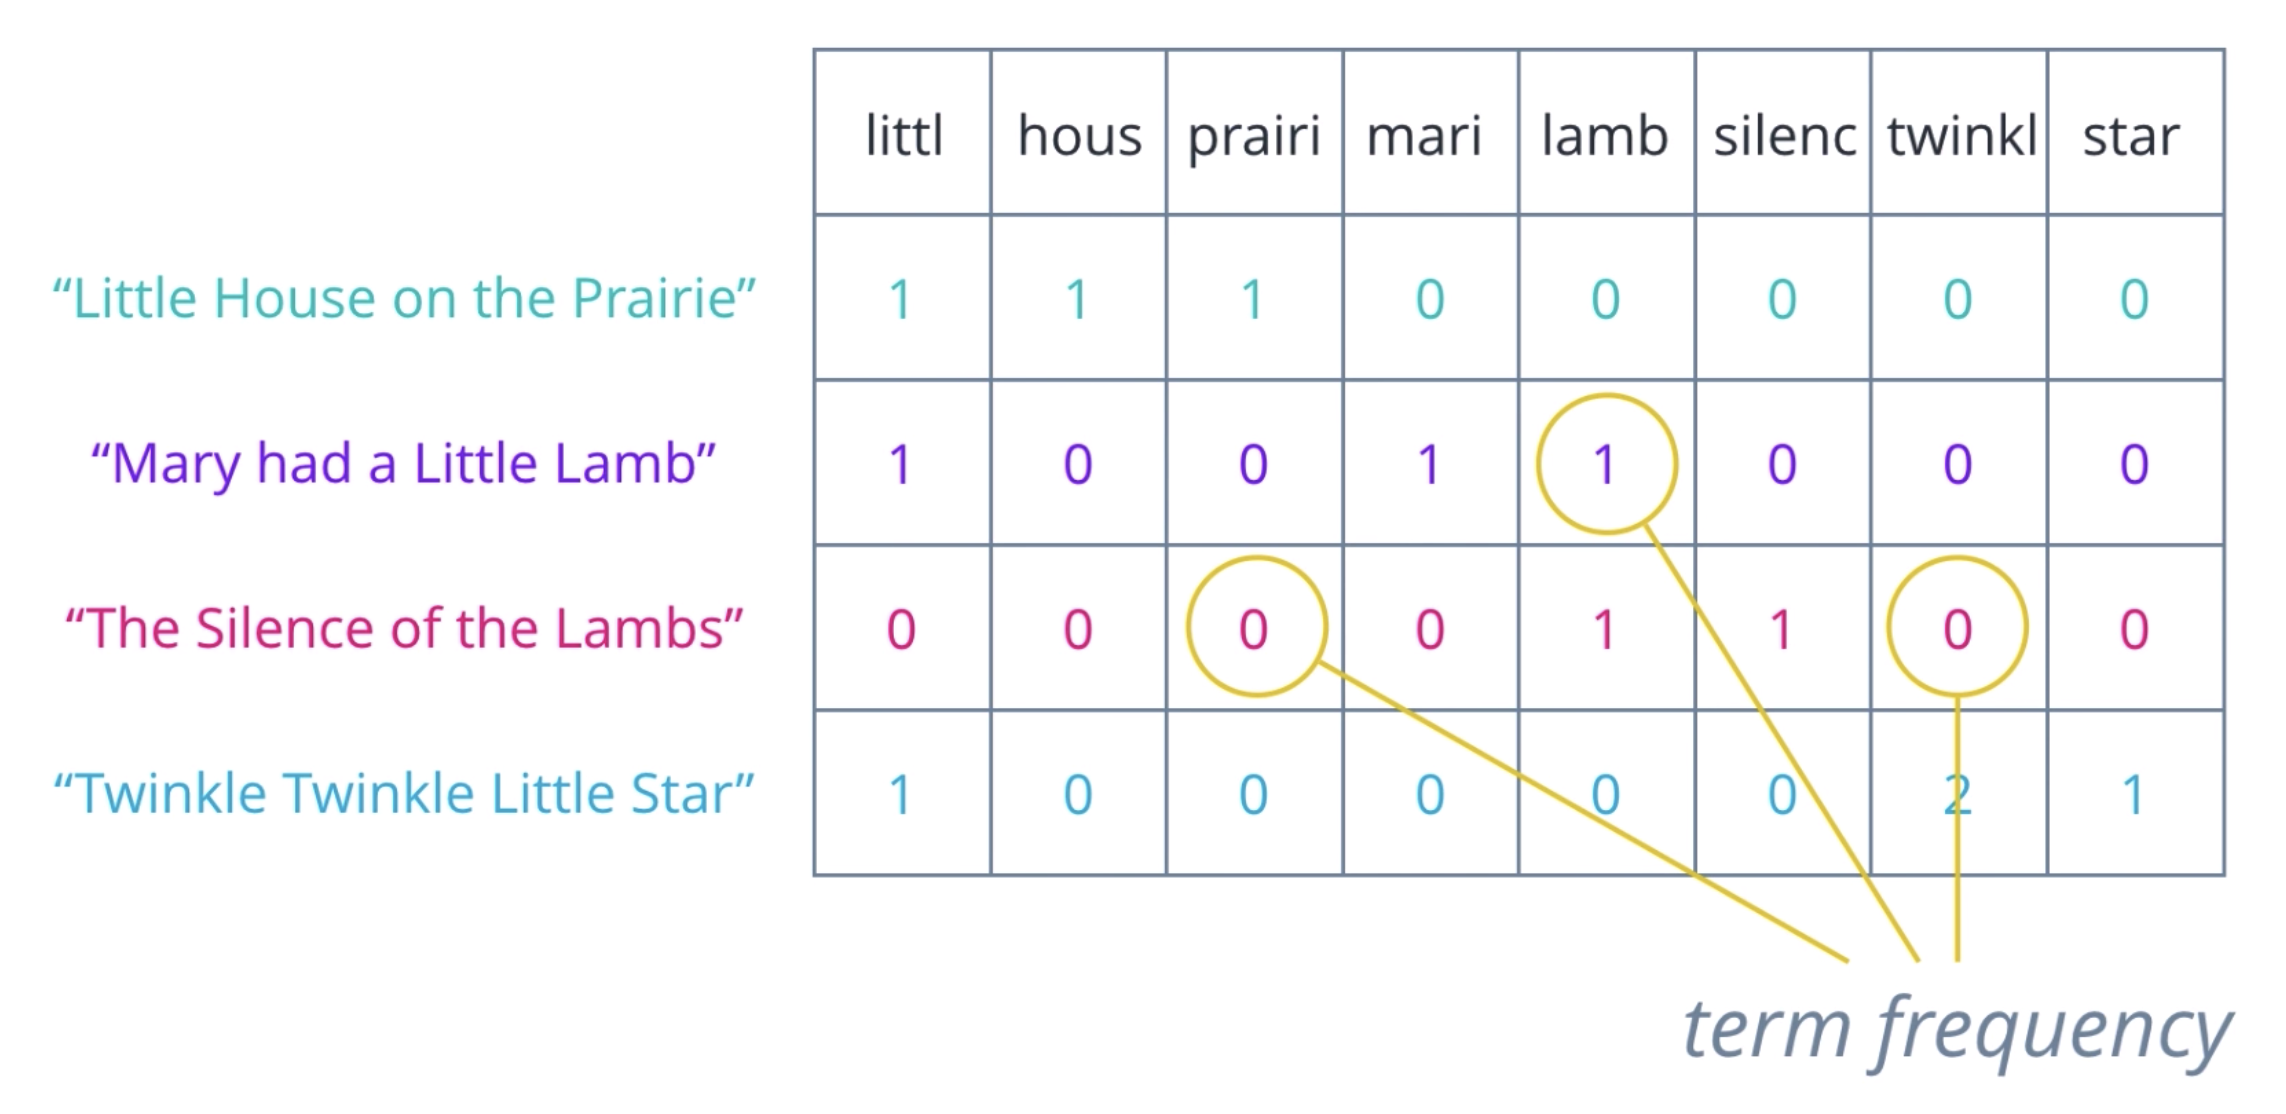 littl hous prairi mari lamb silenc twinkl star
“Little House on the Prairie” 1 1 1 0 0 0 0 0
“Mary had a Little Lamb” 1 0 0 1 1 0 0 0
“The Silence of the Lambs” 0 0 0 0 1 1 0 0
“Twinkle Twinkle Little Star” 1 0 0 0 0 0 2 1
term frequency